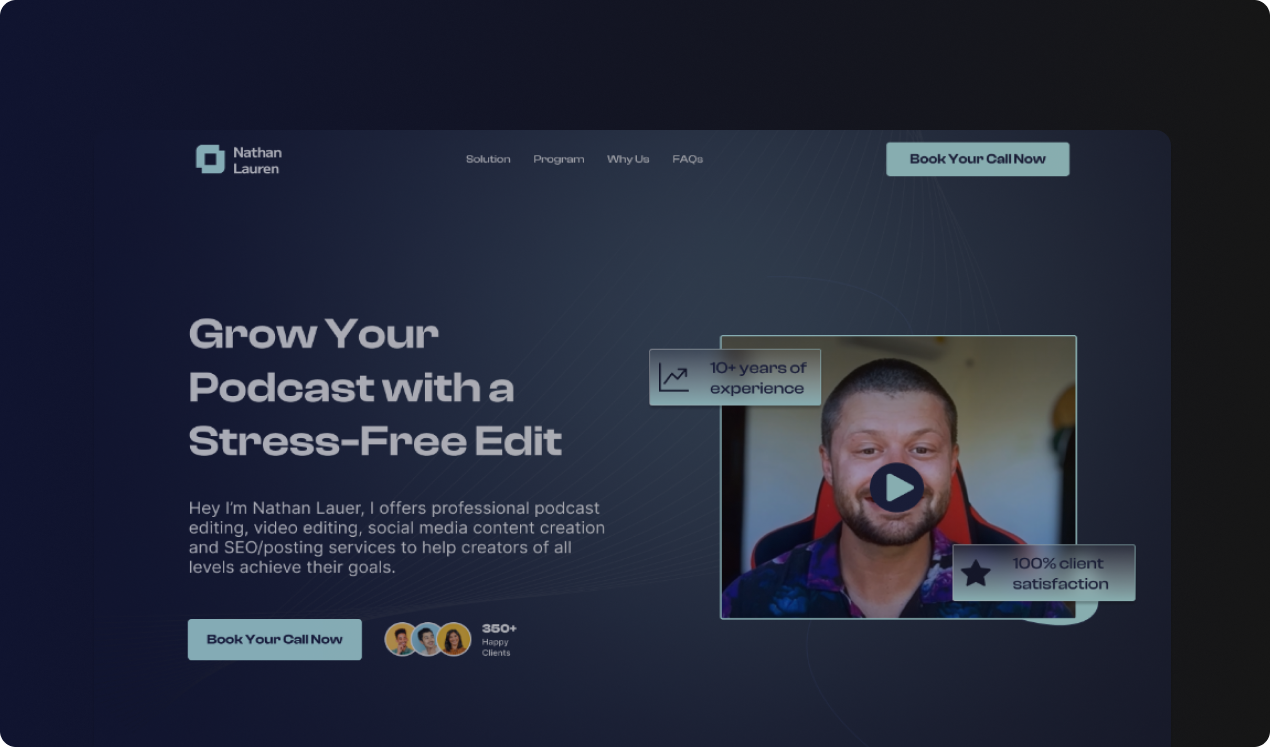 Nathan
Lauren
Solution
Program
Why Us
FAQs
Book Your Call Now
Grow Your
Podcast with a
Stress-Free Edit
Hey I'm Nathan Lauer, I offers professional podcast
editing, video editing, social media content creation
and SEO/posting services to help creators of all
levels achieve their goals.
Book Your Call Now
350+
Happy
Clients
10+ years of
experience
100% client
satisfaction